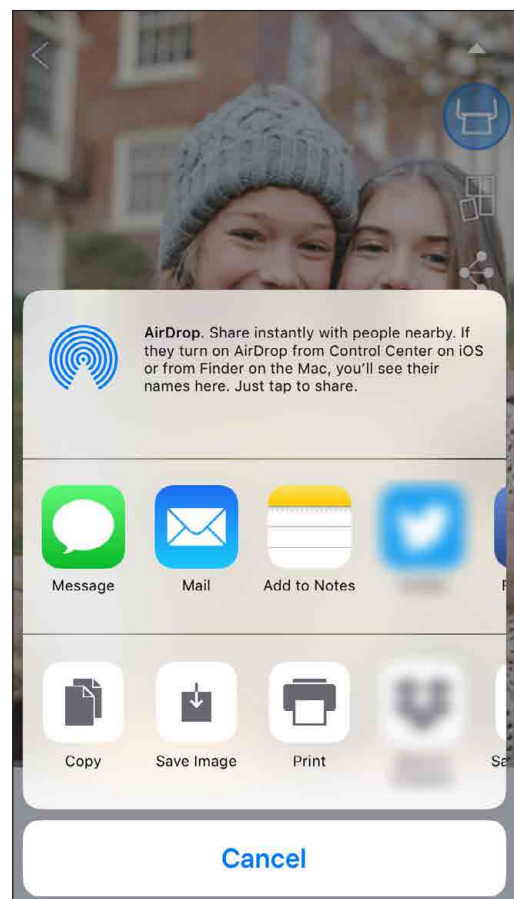 AirDrop. Share instantly with people nearby. If
they turn on AirDrop from Control Center on iOS
or from Finder on the Mac, you'll see their
names here. Just tap to share.
Message Mail Add to Notes
Copy Save Image Print
Cancel